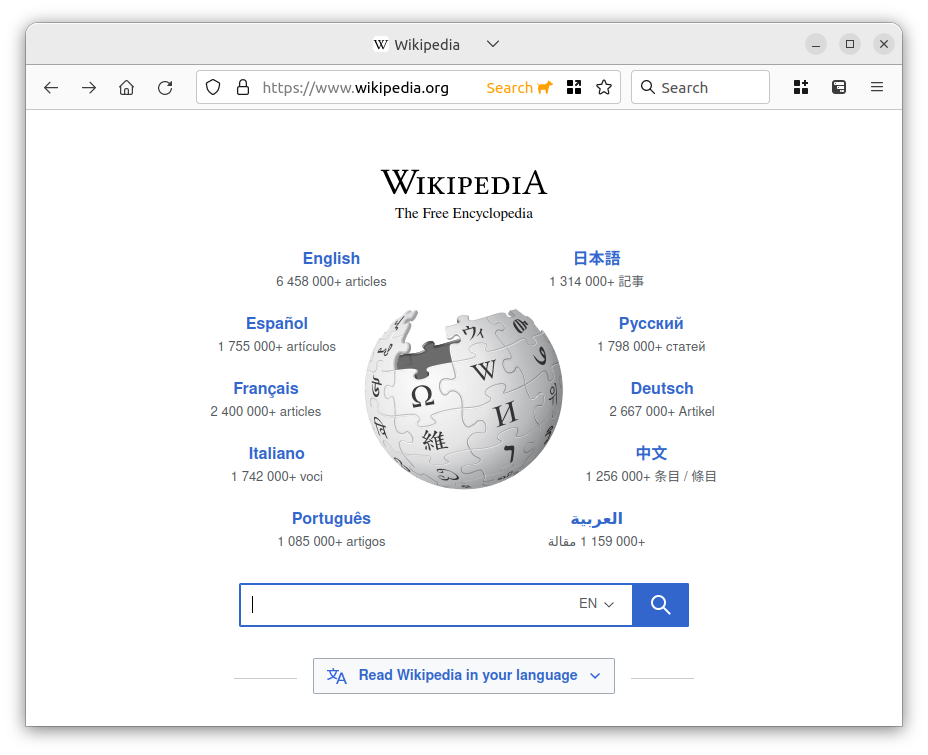 Wikipedia
https://www.wikipedia.org
Search
Search
WIKIPEDIA
The Free Encyclopedia
English
6 458 000+ articles
日本語
1 314 000+ 記事
Español
1 755 000+ artículos
Русский
1 798 000+ статей
Français
2 400 000+ articles
Deutsch
2 667 000+ Artikel
Italiano
1 742 000+ voci
中文
1 256 000+ 条目 / 條目
Português
1 085 000+ artigos
العربية
1 159 000+ مقالة
Ω
W
И
維
ウィ
EN
Read Wikipedia in your language